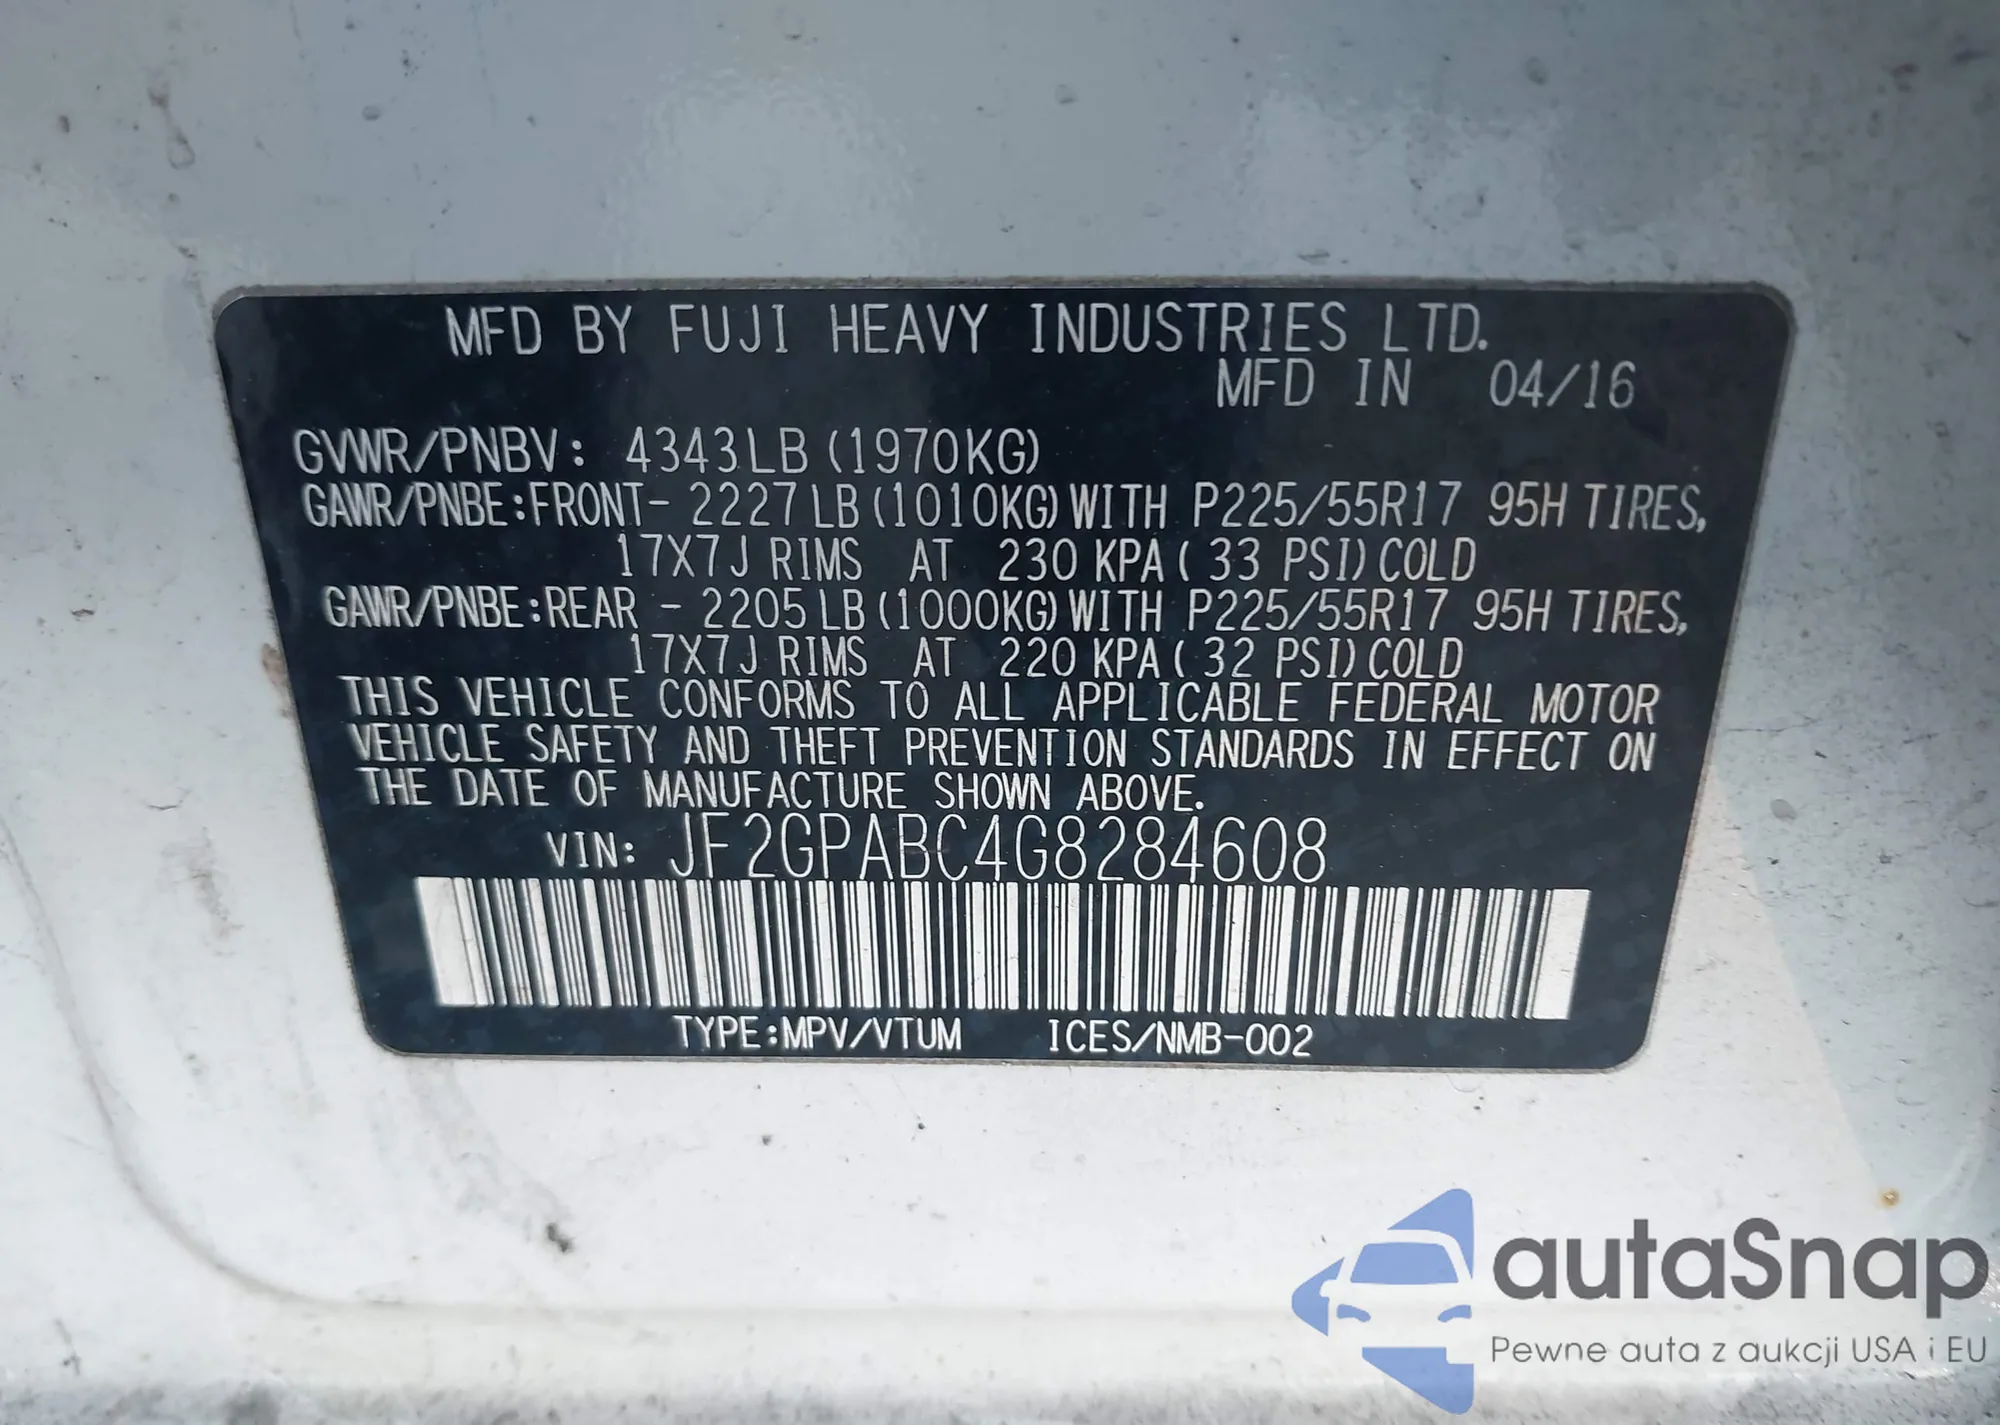 MFD BY FUJI HEAVY INDUSTRIES LTD.
MFD IN 04/16
GVWR/PNBV: 4343LB (1970KG)
GAWR/PNBE:FRONT- 2227LB (1010KG) WITH P225/55R17 95H TIRES,
17X7J RIMS AT 230 KPA ( 33 PSI) COLD
GAWR/PNBE:REAR - 2205LB (1000KG) WITH P225/55R17 95H TIRES,
17X7J RIMS AT 220 KPA ( 32 PSI) COLD
THIS VEHICLE CONFORMS TO ALL APPLICABLE FEDERAL MOTOR
VEHICLE SAFETY AND THEFT PREVENTION STANDARDS IN EFFECT ON
THE DATE OF MANUFACTURE SHOWN ABOVE.
VIN: JF2GPABC4G8284608
TYPE:MPV/VTUM ICES/NMB-002
autaSnap
Pewne auta z aukcji USA i EU